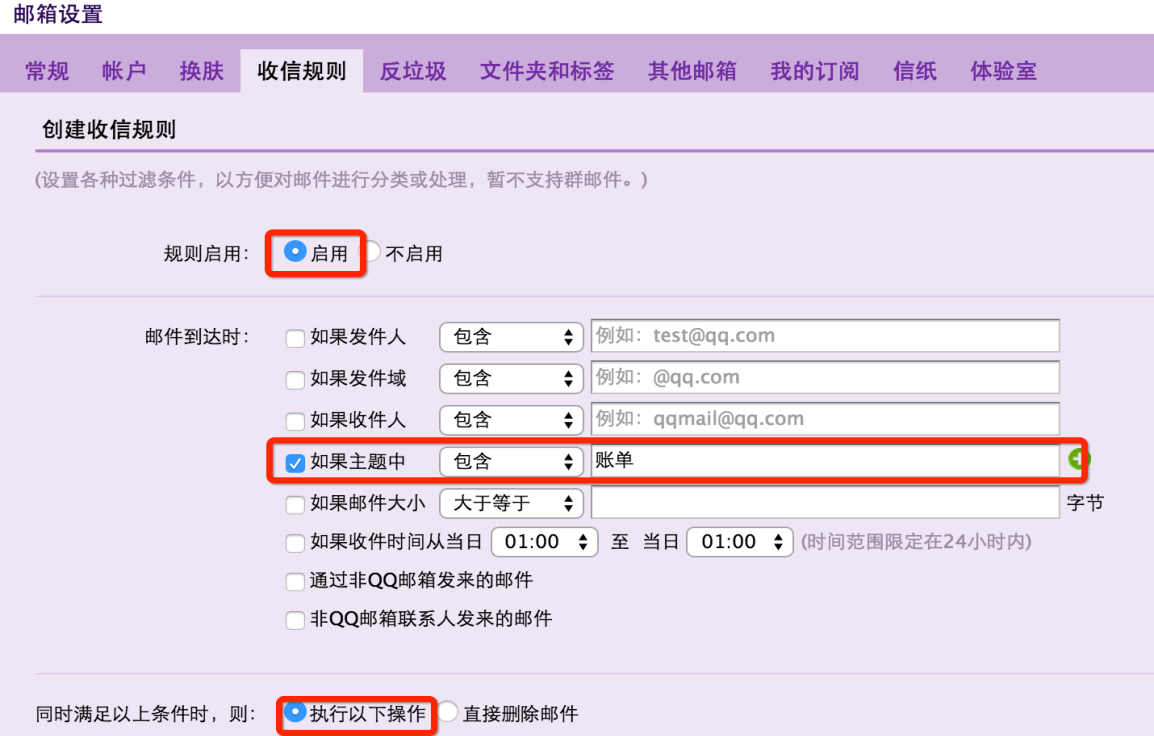 邮箱设置
常规 帐户 换肤 收信规则 反垃圾 文件夹和标签 其他邮箱 我的订阅 信纸 体验室
创建收信规则
(设置各种过滤条件，以方便对邮件进行分类或处理，暂不支持群邮件。)
规则启用： 启用 不启用
邮件到达时： 如果发件人 包含 例如：test@qq.com
如果发件域 包含 例如：@qq.com
如果收件人 包含 例如：qqmail@qq.com
如果主题中 包含 账单
如果邮件大小 大于等于 字节
如果收件时间从当日 01:00 至 当日 01:00 (时间范围限定在24小时内)
通过非QQ邮箱发来的邮件
非QQ邮箱联系人发来的邮件
同时满足以上条件时，则： 执行以下操作 直接删除邮件